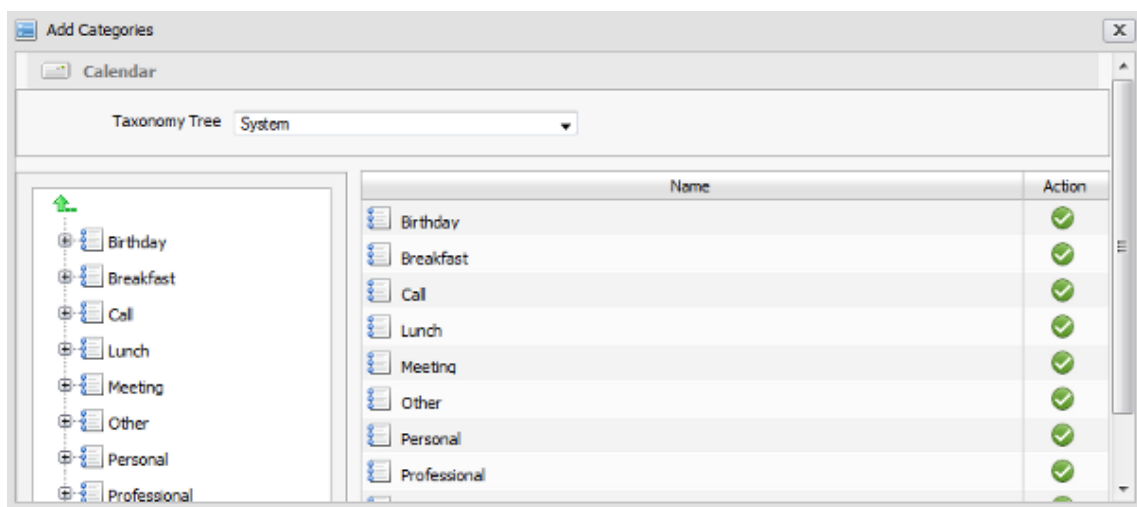 Add Categories
X
Calendar
Taxonomy Tree System
Name Action
Birthday
Breakfast
Call
Lunch
Meeting
Other
Personal
Professional
Birthday
Breakfast
Call
Lunch
Meeting
Other
Personal
Professional